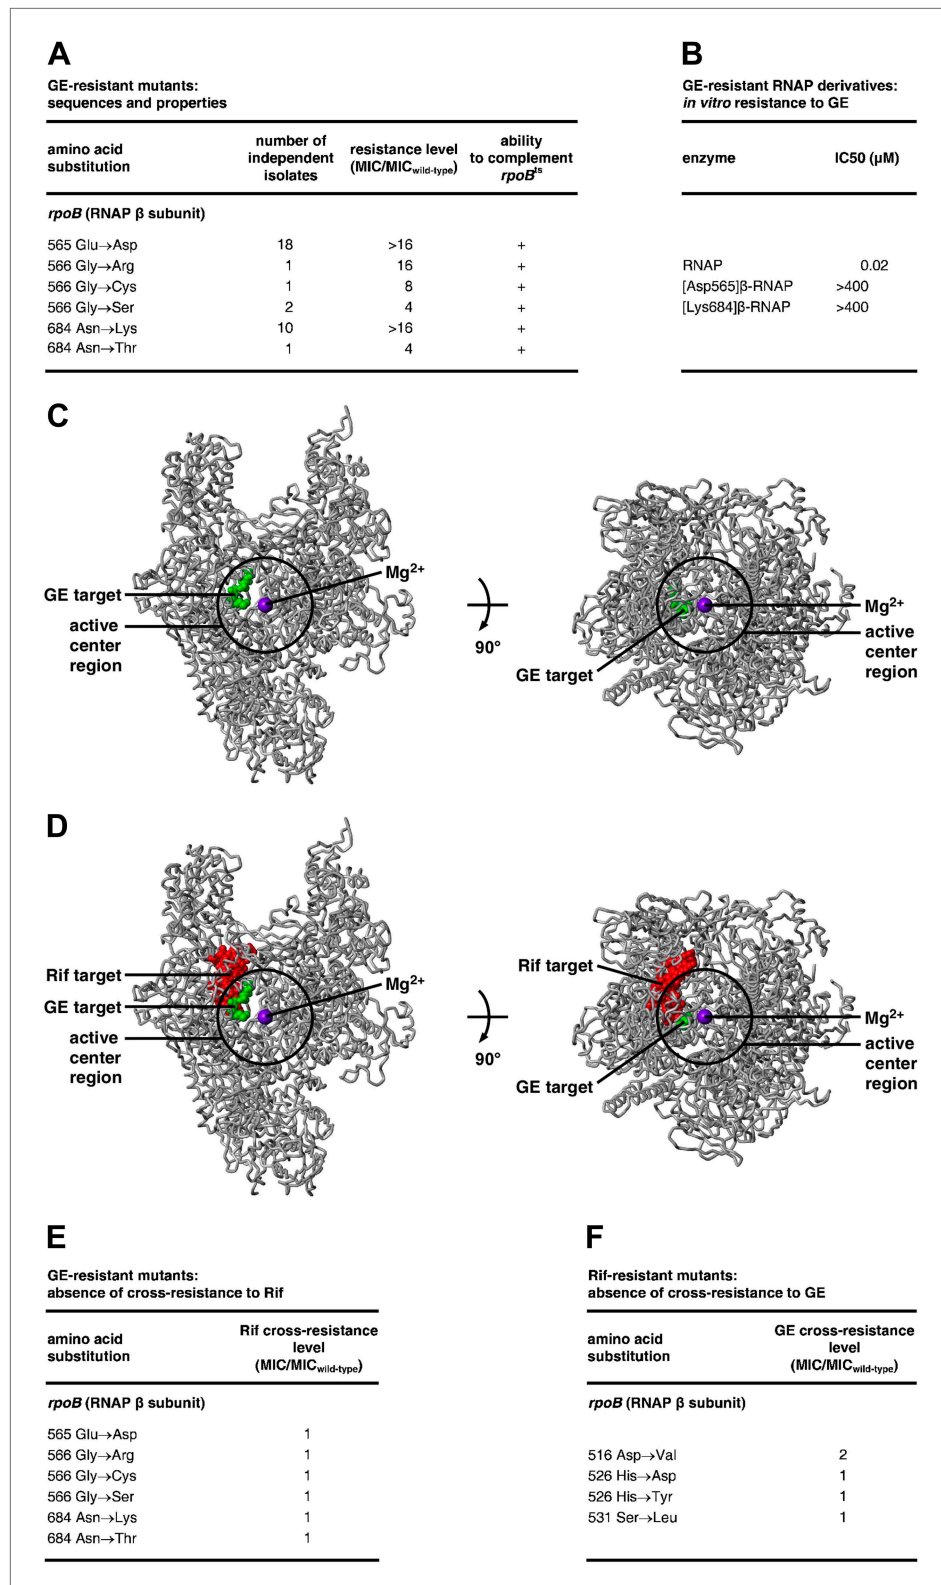 A
GE-resistant mutants:
sequences and properties
amino acid
substitution
number of
independent
isolates
resistance level
(MIC/MICwild-type)
ability
to complement
rpoBts
rpoB (RNAP β subunit)
565 Glu→Asp 18 >16 +
566 Gly→Arg 1 16 +
566 Gly→Cys 1 8 +
566 Gly→Ser 2 4 +
684 Asn→Lys 10 >16 +
684 Asn→Thr 1 4 +
B
GE-resistant RNAP derivatives:
in vitro resistance to GE
enzyme IC50 (μM)
RNAP 0.02
[Asp565]β-RNAP >400
[Lys684]β-RNAP >400
C
GE target
active
center
region
Mg2+
90°
GE target
Mg2+
active
center
region
D
Rif target
GE target
active
center
region
Mg2+
90°
Rif target
GE target
Mg2+
active
center
region
E
GE-resistant mutants:
absence of cross-resistance to Rif
amino acid
substitution
Rif cross-resistance
level
(MIC/MICwild-type)
rpoB (RNAP β subunit)
565 Glu→Asp 1
566 Gly→Arg 1
566 Gly→Cys 1
566 Gly→Ser 1
684 Asn→Lys 1
684 Asn→Thr 1
F
Rif-resistant mutants:
absence of cross-resistance to GE
amino acid
substitution
GE cross-resistance
level
(MIC/MICwild-type)
rpoB (RNAP β subunit)
516 Asp→Val 2
526 His→Asp 1
526 His→Tyr 1
531 Ser→Leu 1